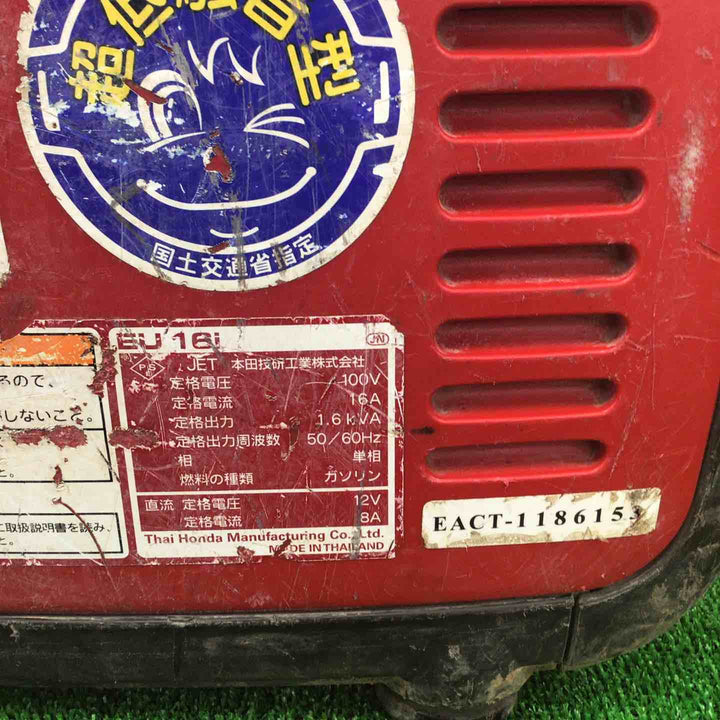 超低騒音型
国土交通省指定
るので、
しないこと。
と。
に取扱説明書を読み、
と。
EU16i
JET 本田技研工業株式会社
定格電圧 100V
定格電流 16A
定格出力 1.6kVA
定格出力周波数 50/60Hz
相 単相
燃料の種類 ガソリン
直流 定格電圧 12V
定格電流 8A
Thai Honda Manufacturing Co., Ltd.
MADE IN THAILAND
EACT-1186153